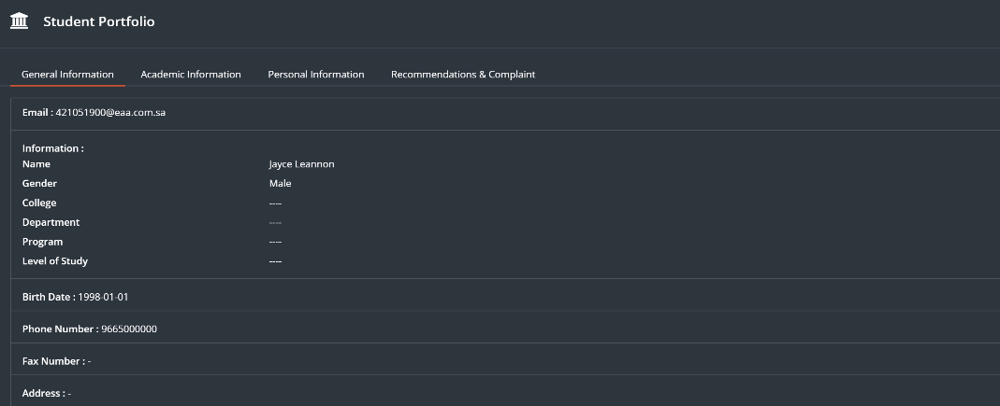 Student Portfolio
General Information Academic Information Personal Information Recommendations & Complaint
Email : 421051900@eaa.com.sa
Information :
Name Jayce Leannon
Gender Male
College ----
Department ----
Program ----
Level of Study ----
Birth Date : 1998-01-01
Phone Number : 9665000000
Fax Number : -
Address : -